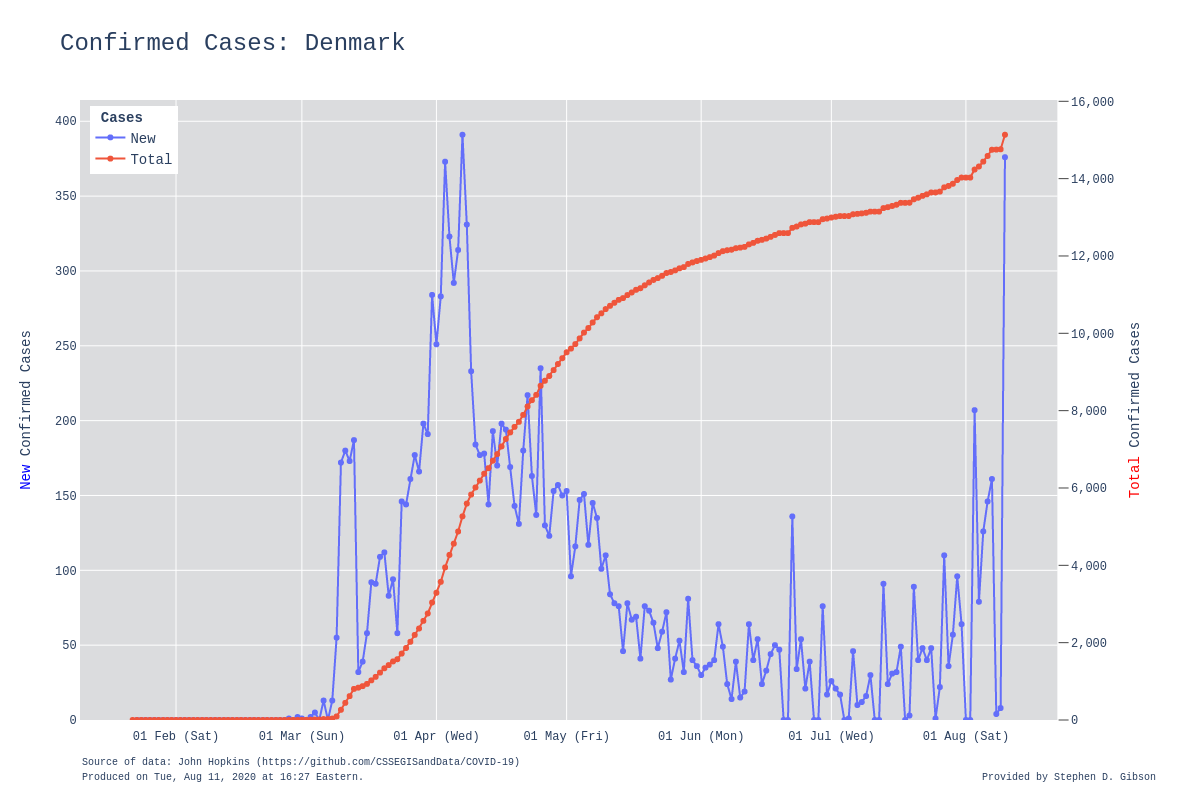 Confirmed Cases: Denmark
Cases
New
Total
400
350
300
250
200
150
100
50
0
New Confirmed Cases
16,000
14,000
12,000
10,000
8,000
6,000
4,000
2,000
0
Total Confirmed Cases
01 Feb (Sat) 01 Mar (Sun) 01 Apr (Wed) 01 May (Fri) 01 Jun (Mon) 01 Jul (Wed) 01 Aug (Sat)
Source of data: John Hopkins (https://github.com/CSSEGISandData/COVID-19)
Produced on Tue, Aug 11, 2020 at 16:27 Eastern.
Provided by Stephen D. Gibson